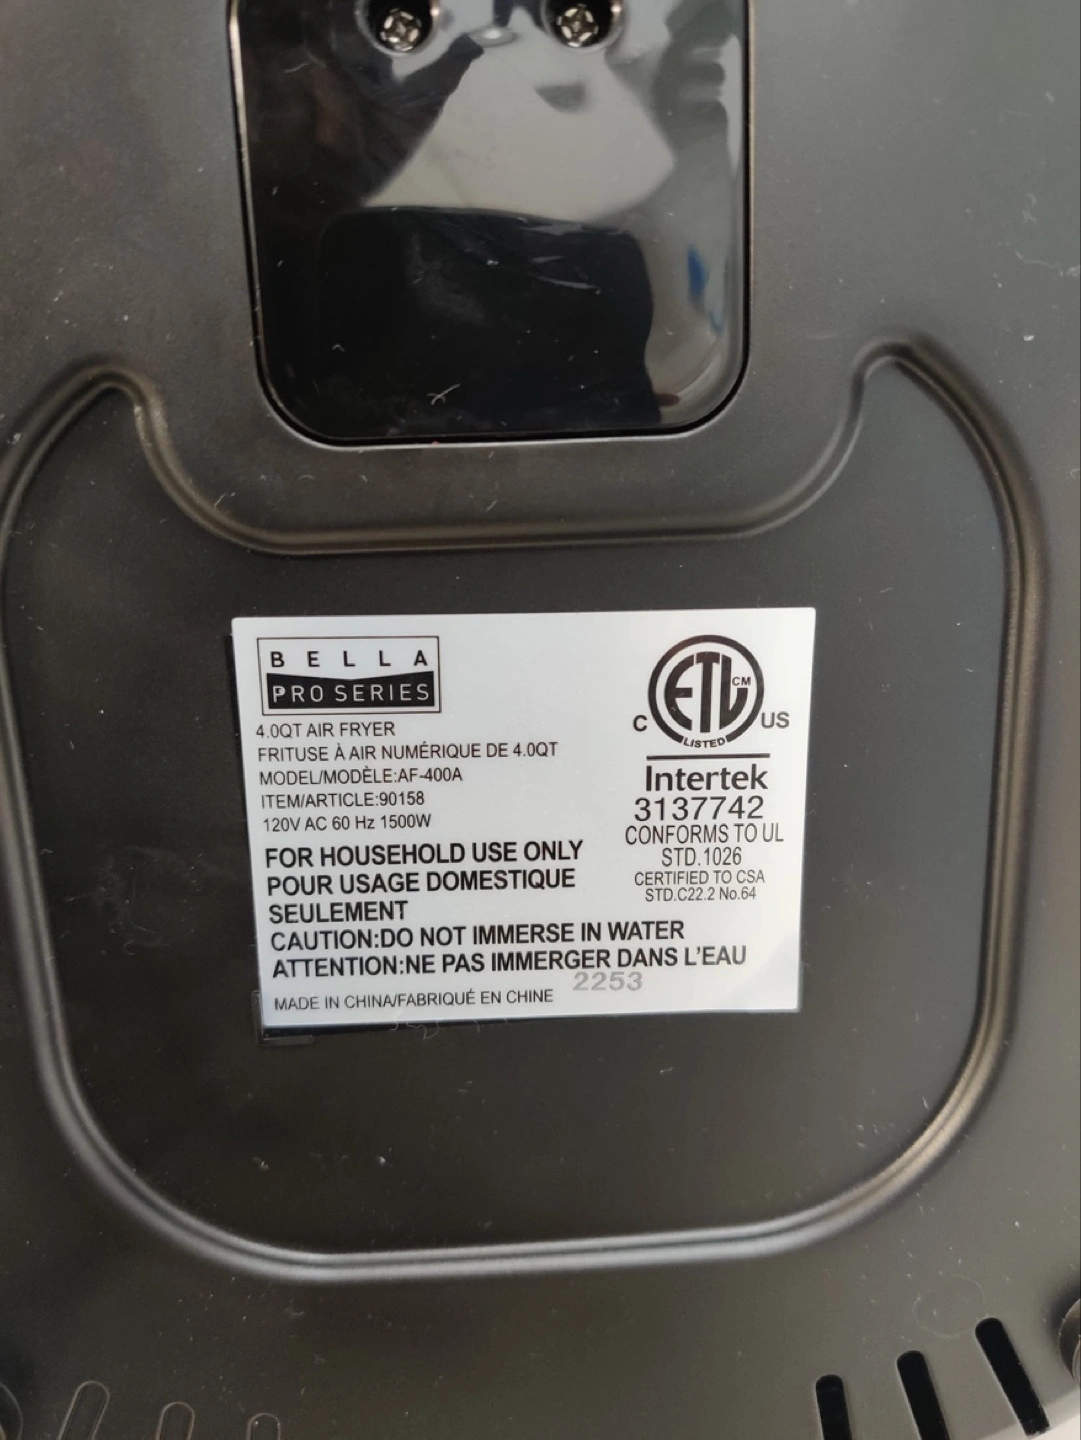 BELLA
PRO SERIES
4.0QT AIR FRYER
FRITUSE À AIR NUMÉRIQUE DE 4.0QT
MODEL/MODÈLE:AF-400A
ITEM/ARTICLE:90158
120V AC 60 Hz 1500W
FOR HOUSEHOLD USE ONLY
POUR USAGE DOMESTIQUE
SEULEMENT
CAUTION:DO NOT IMMERSE IN WATER
ATTENTION:NE PAS IMMERGER DANS L'EAU
2253
MADE IN CHINA/FABRIQUÉ EN CHINE
ETL CM
C US
LISTED
Intertek
3137742
CONFORMS TO UL
STD.1026
CERTIFIED TO CSA
STD.C22.2 No.64